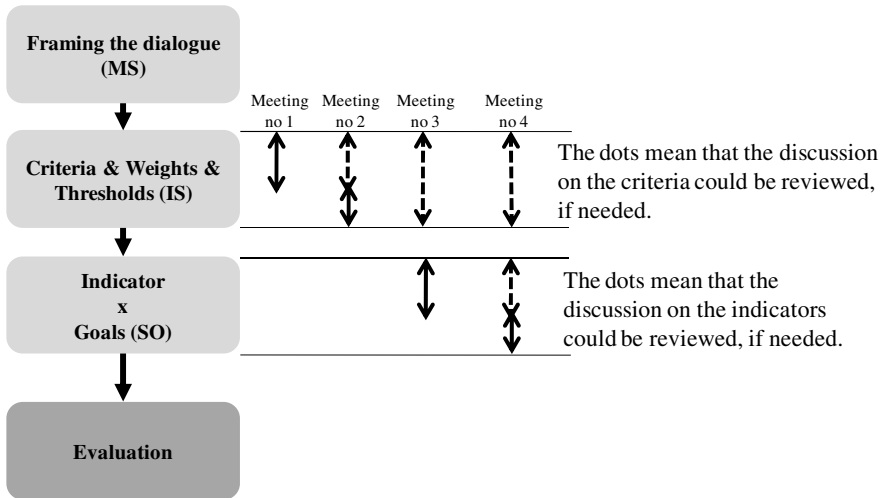 Framing the dialogue
(MS)
Meeting
no 1
Meeting
no 2
Meeting
no 3
Meeting
no 4
Criteria & Weights &
Thresholds (IS)
The dots mean that the discussion
on the criteria could be reviewed,
if needed.
Indicator
x
Goals (SO)
The dots mean that the
discussion on the indicators
could be reviewed, if needed.
Evaluation